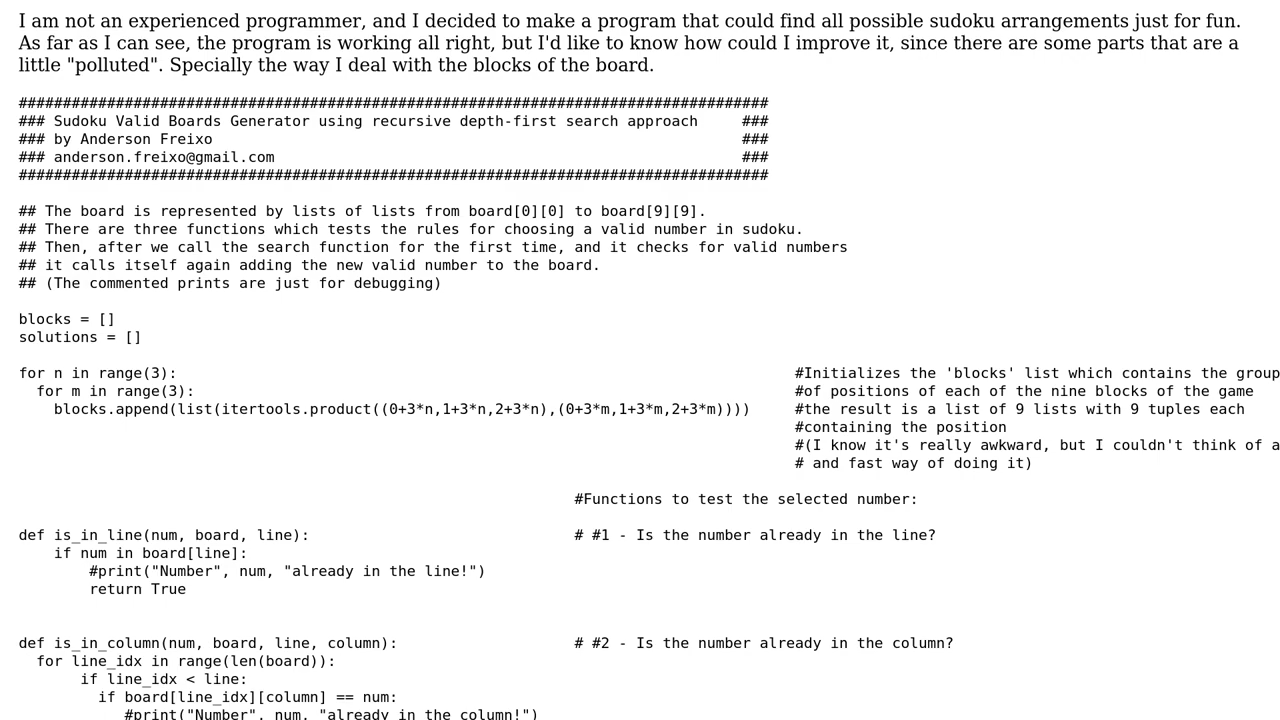 I am not an experienced programmer, and I decided to make a program that could find all possible sudoku arrangements just for fun.
As far as I can see, the program is working all right, but I'd like to know how could I improve it, since there are some parts that are a
little "polluted". Specially the way I deal with the blocks of the board.
#####################################################################################
### Sudoku Valid Boards Generator using recursive depth-first search approach     ###
### by Anderson Freixo                                                            ###
### anderson.freixo@gmail.com                                                     ###
#####################################################################################
## The board is represented by lists of lists from board[0][0] to board[9][9].
## There are three functions which tests the rules for choosing a valid number in sudoku.
## Then, after we call the search function for the first time, and it checks for valid numbers
## it calls itself again adding the new valid number to the board.
## (The commented prints are just for debugging)
blocks = []
solutions = []
for n in range(3):                                                                      #Initializes the 'blocks' list which contains the group
  for m in range(3):                                                                    #of positions of each of the nine blocks of the game
    blocks.append(list(itertools.product((0+3*n,1+3*n,2+3*n),(0+3*m,1+3*m,2+3*m))))     #the result is a list of 9 lists with 9 tuples each
                                                                                        #containing the position
                                                                                        #(I know it's really awkward, but I couldn't think of a
                                                                                        # and fast way of doing it)
                                                               #Functions to test the selected number:
def is_in_line(num, board, line):                              # #1 - Is the number already in the line?
    if num in board[line]:
        #print("Number", num, "already in the line!")
        return True
def is_in_column(num, board, line, column):                    # #2 - Is the number already in the column?
  for line_idx in range(len(board)):
       if line_idx < line:
         if board[line_idx][column] == num:
            #print("Number", num, "already in the column!")